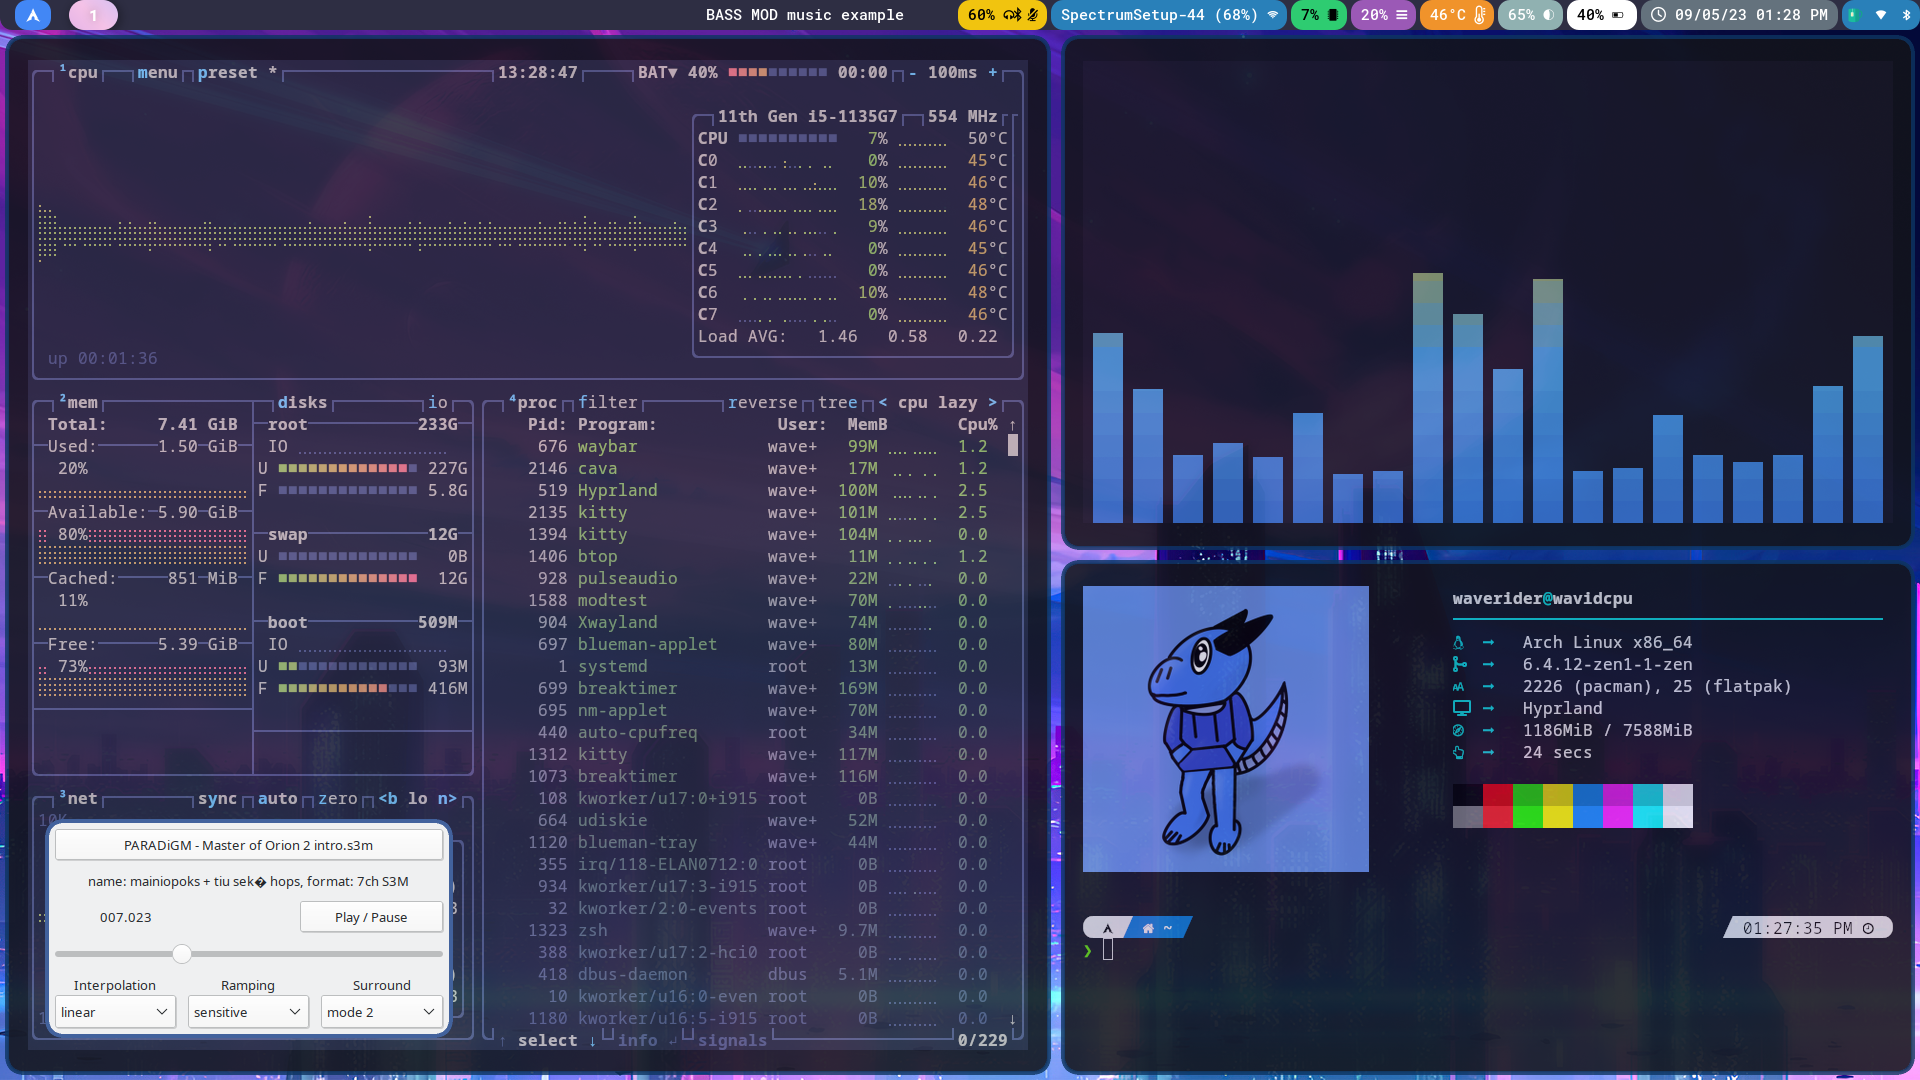 1
BASS MOD music example
60%
SpectrumSetup-44 (68%)
7%
20%
46°C
65%
40%
09/05/23 01:28 PM
¹cpu menu preset * 13:28:47 BAT▼ 40% 00:00 - 100ms +
11th Gen i5-1135G7 554 MHz
CPU 7% 50°C
C0 0% 45°C
C1 10% 46°C
C2 18% 48°C
C3 9% 46°C
C4 0% 45°C
C5 0% 46°C
C6 10% 48°C
C7 0% 46°C
Load AVG: 1.46 0.58 0.22
up 00:01:36
²mem
Total: 7.41 GiB
Used: 1.50 GiB
20%
Available: 5.90 GiB
80%
Cached: 851 MiB
11%
Free: 5.39 GiB
73%
disks io
root 233G
IO
U 227G
F 5.8G
swap 12G
U 0B
F 12G
boot 509M
IO
U 93M
F 416M
³net sync auto zero <b lo n>
10K
PARADiGM - Master of Orion 2 intro.s3m
name: mainiopoks + tiu sek� hops, format: 7ch S3M
007.023 Play / Pause
Interpolation Ramping Surround
linear sensitive mode 2
⁴proc filter reverse tree < cpu lazy >
Pid: Program: User: MemB Cpu% ↑
676 waybar wave+ 99M 1.2
2146 cava wave+ 17M 1.2
519 Hyprland wave+ 100M 2.5
2135 kitty wave+ 101M 2.5
1394 kitty wave+ 104M 0.0
1406 btop wave+ 11M 1.2
928 pulseaudio wave+ 22M 0.0
1588 modtest wave+ 70M 0.0
904 Xwayland wave+ 74M 0.0
697 blueman-applet wave+ 80M 0.0
1 systemd root 13M 0.0
699 breaktimer wave+ 169M 0.0
695 nm-applet wave+ 70M 0.0
440 auto-cpufreq root 34M 0.0
1312 kitty wave+ 117M 0.0
1073 breaktimer wave+ 116M 0.0
108 kworker/u17:0+i915 root 0B 0.0
664 udiskie wave+ 52M 0.0
1120 blueman-tray wave+ 44M 0.0
355 irq/118-ELAN0712:0 root 0B 0.0
934 kworker/u17:3-i915 root 0B 0.0
32 kworker/2:0-events root 0B 0.0
1323 zsh wave+ 9.7M 0.0
388 kworker/u17:2-hci0 root 0B 0.0
418 dbus-daemon dbus 5.1M 0.0
10 kworker/u16:0-even root 0B 0.0
1180 kworker/u16:5-i915 root 0B 0.0 ↓
↑ select ↓ info ↵ signals 0/229
waverider@wavidcpu
→ Arch Linux x86_64
→ 6.4.12-zen1-1-zen
→ 2226 (pacman), 25 (flatpak)
→ Hyprland
→ 1186MiB / 7588MiB
→ 24 secs
~
01:27:35 PM
❯